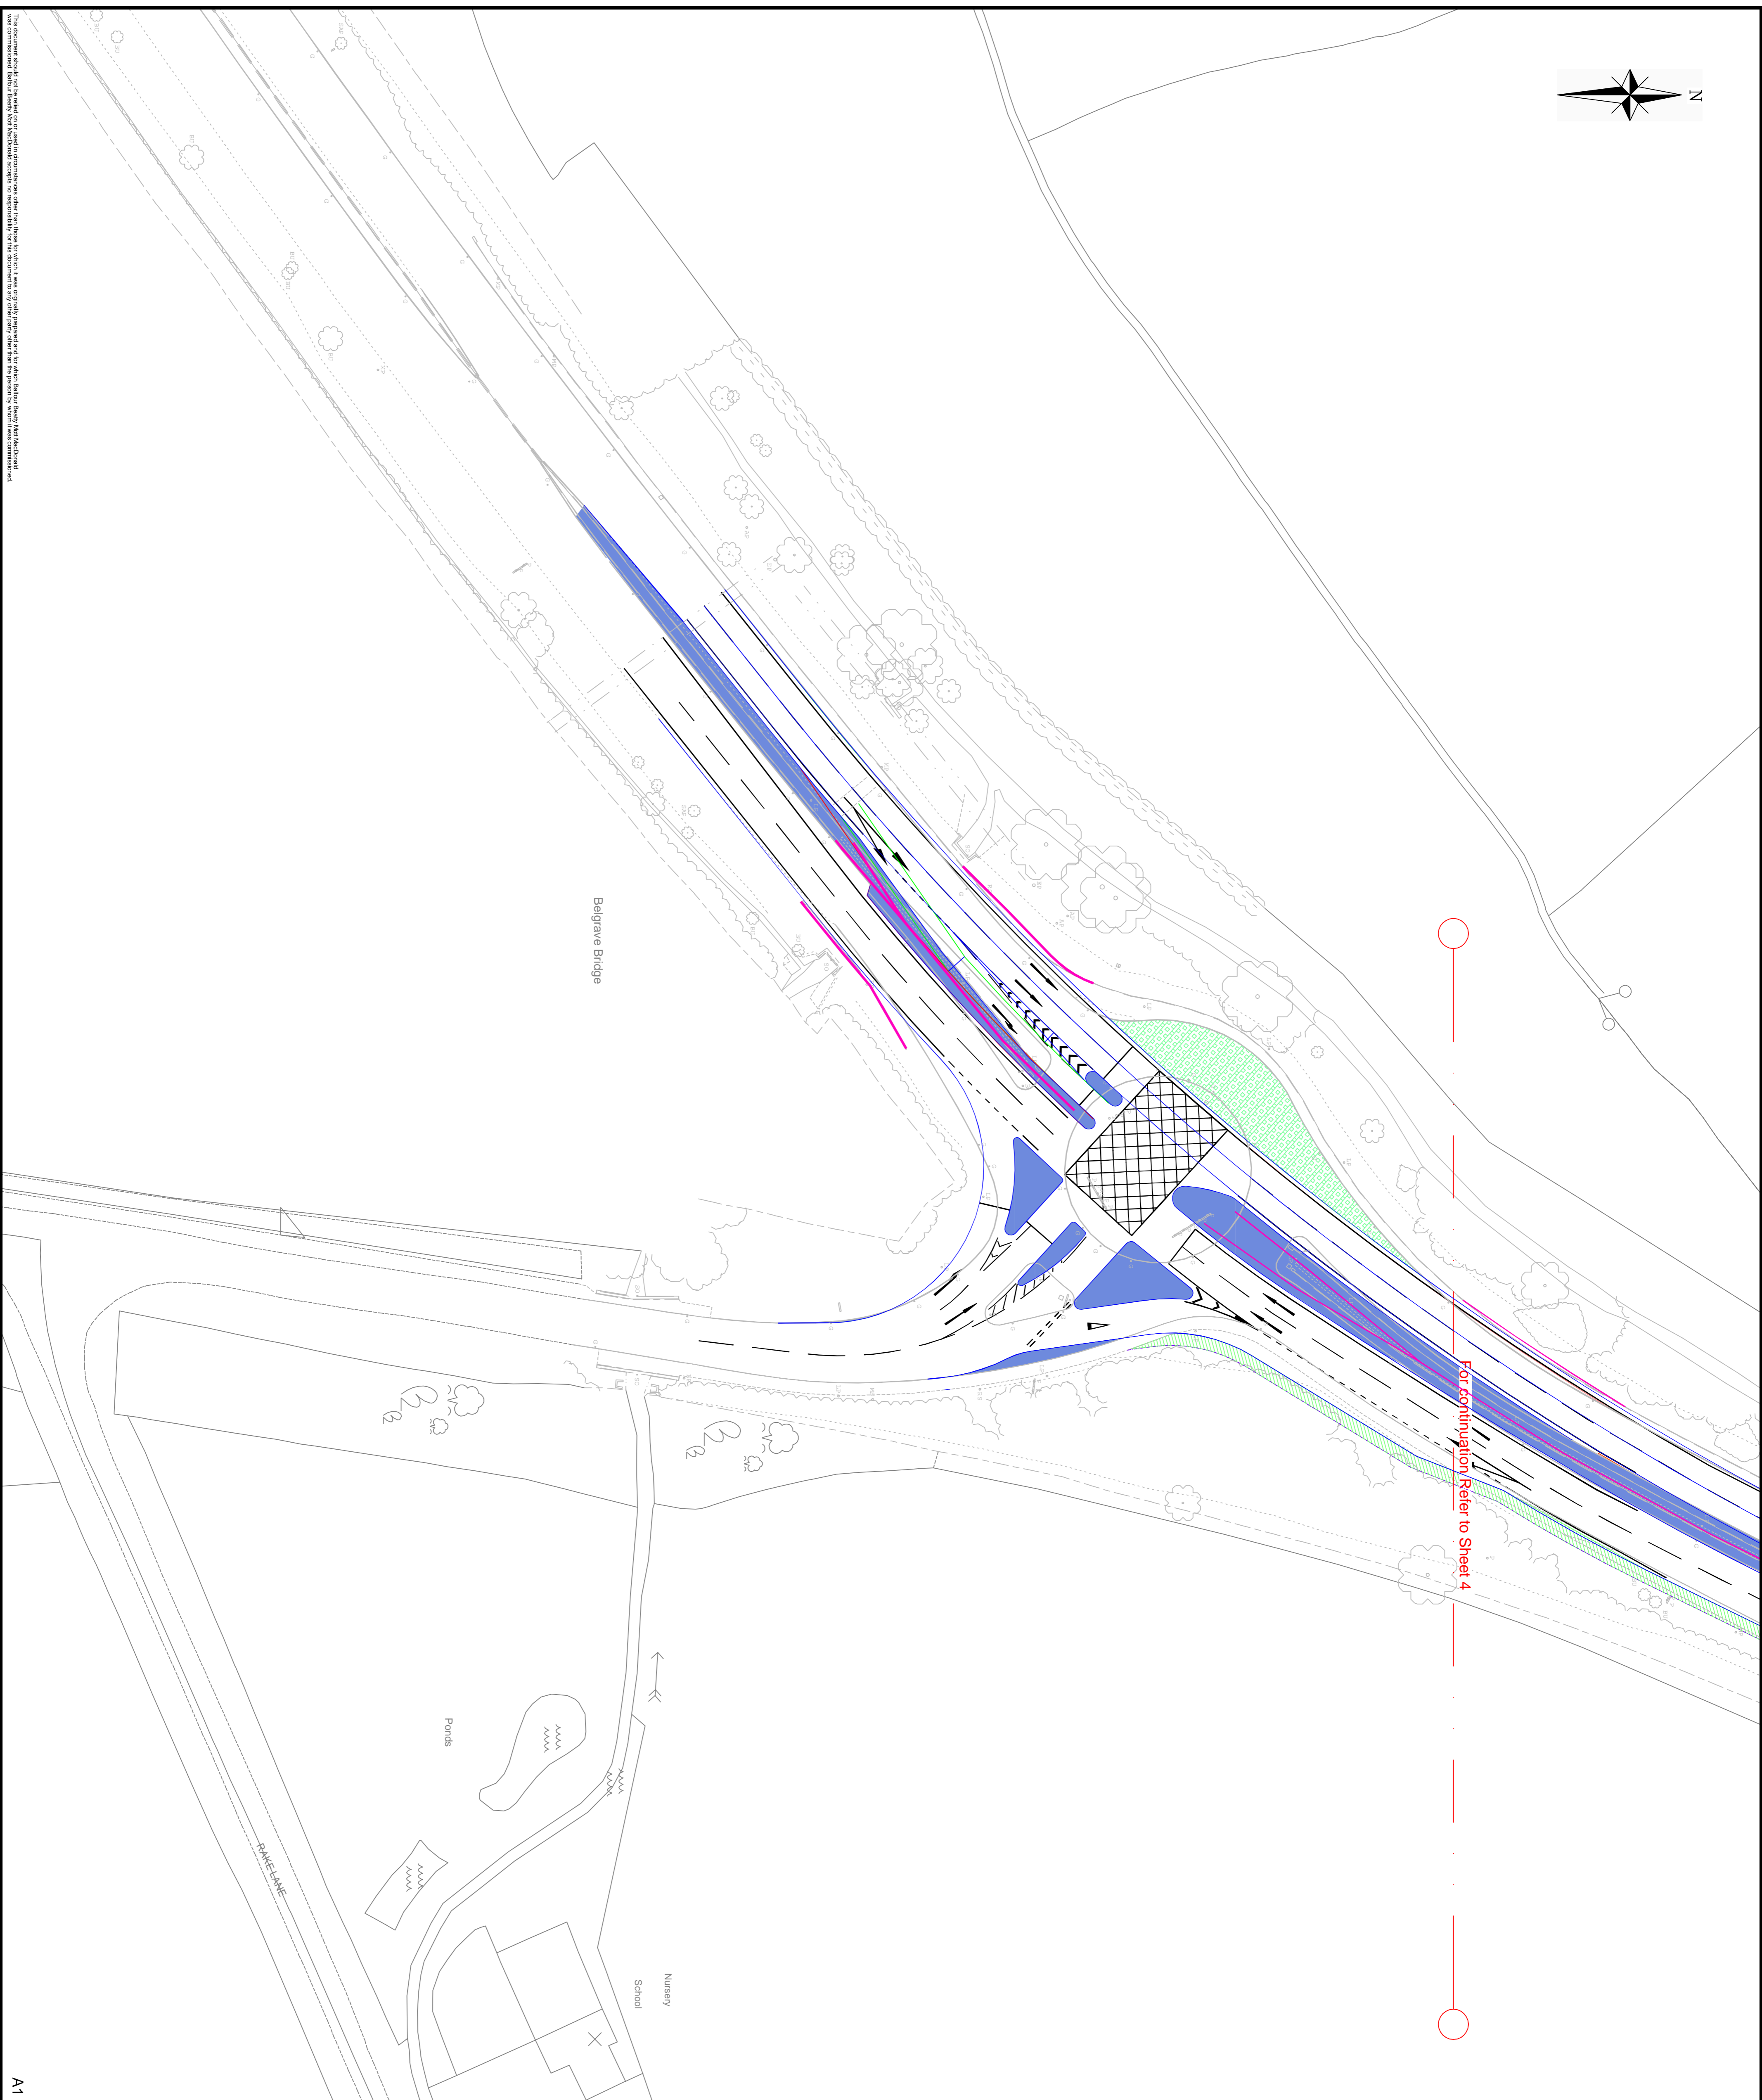 N
For continuation Refer to Sheet 4
Belgrave Bridge
Ponds
RAKE LANE
Nursery
School
This document should not be relied on or used in circumstances other than those for which it was originally prepared and for which Balfour Beatty Mott MacDonald
was commissioned. Balfour Beatty Mott MacDonald accepts no responsibility for this document to any other party other than the person by whom it was commissioned.
A1